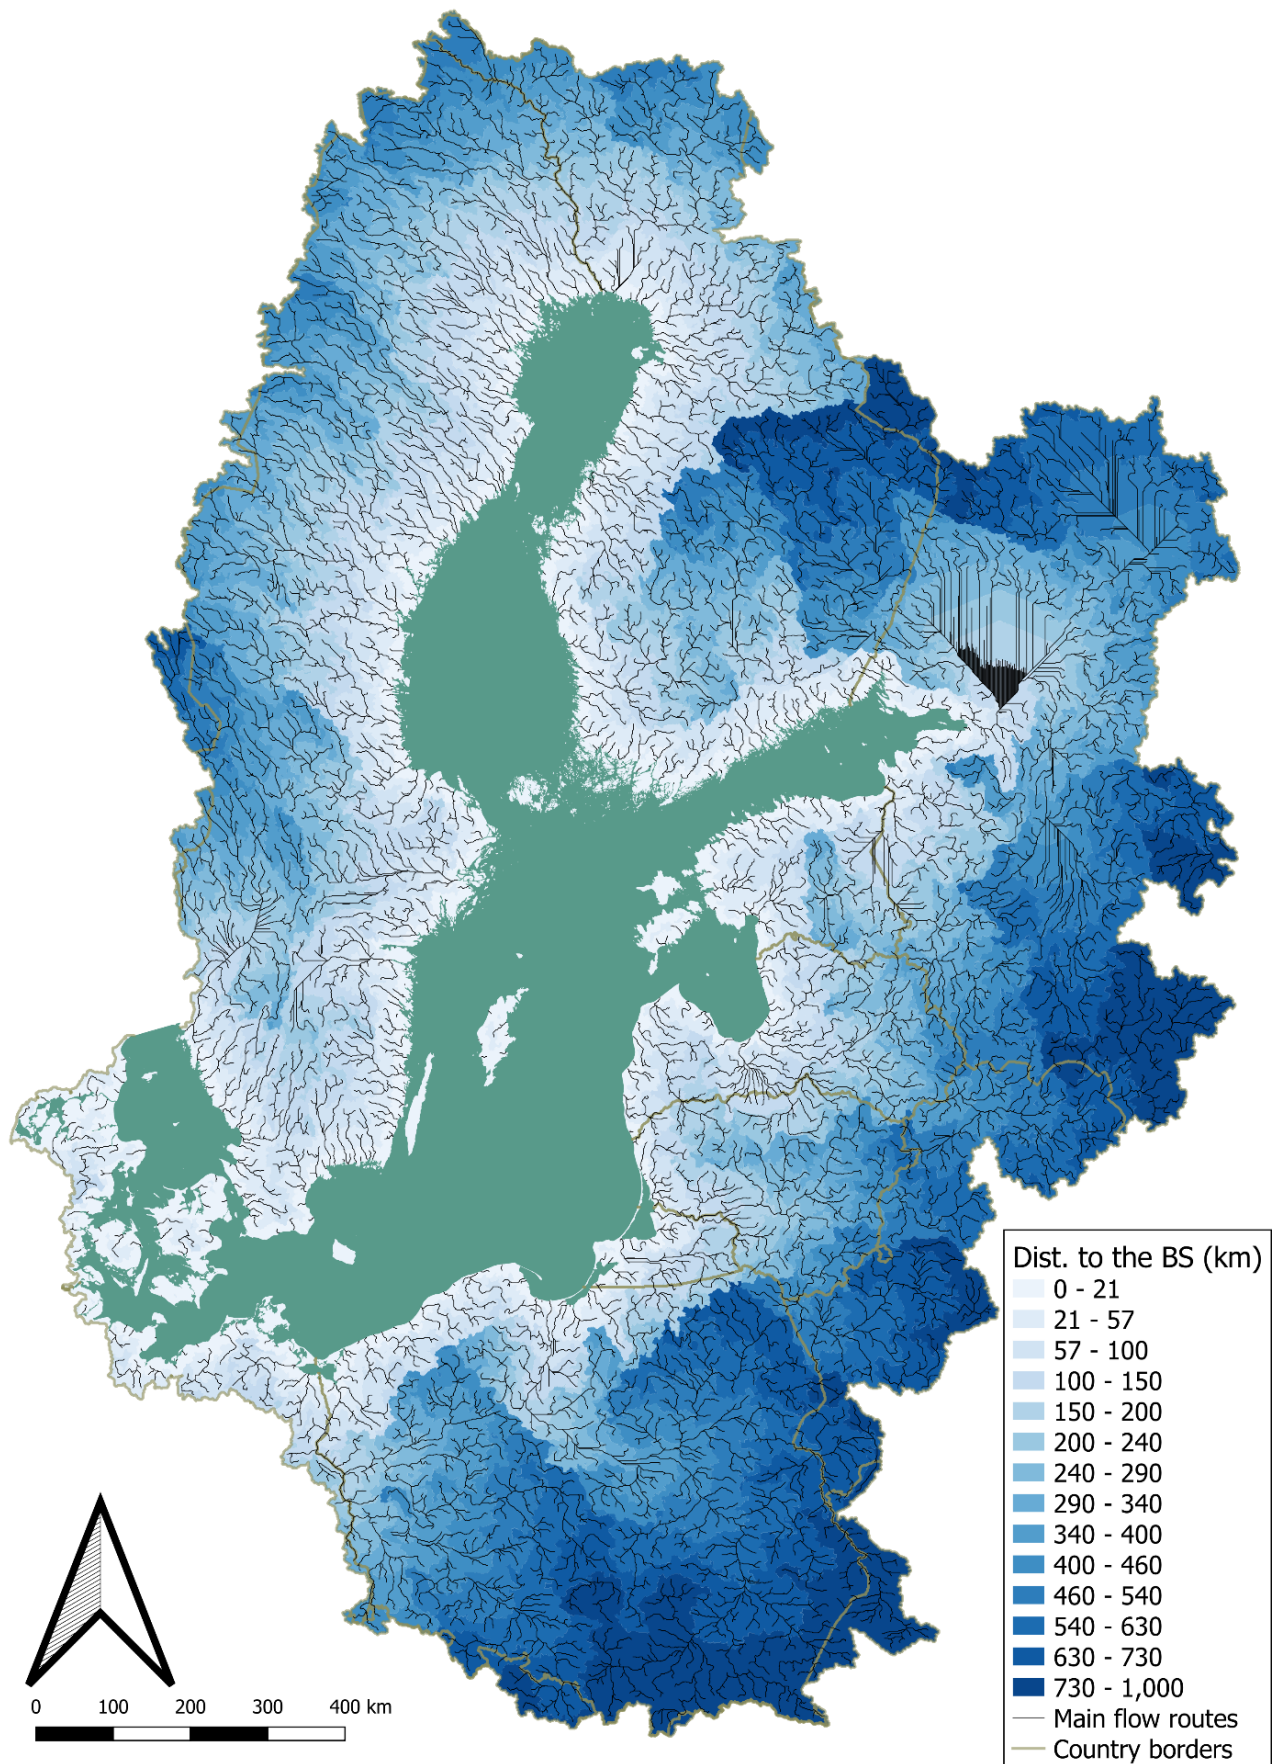 0 100 200 300 400 km
Dist. to the BS (km)
0 - 21
21 - 57
57 - 100
100 - 150
150 - 200
200 - 240
240 - 290
290 - 340
340 - 400
400 - 460
460 - 540
540 - 630
630 - 730
730 - 1,000
Main flow routes
Country borders